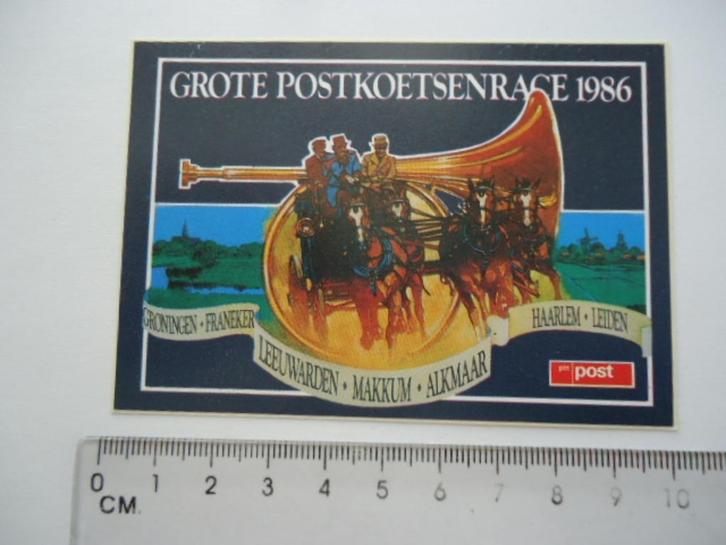 GROTE POSTKOETSENRACE 1986
GRONINGEN • FRANEKER
LEEUWARDEN • MAKKUM • ALKMAAR
HAARLEM • LEIDEN
ptt post
0 1 2 3 4 5 6 7 8 9 10
CM.